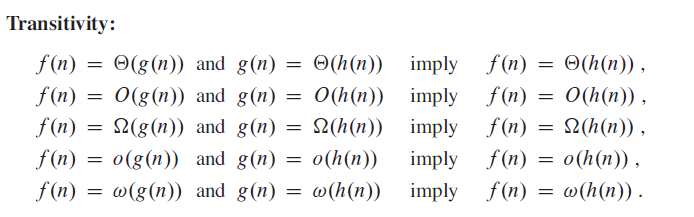 Transitivity:
f(n) = Θ(g(n)) and g(n) = Θ(h(n)) imply f(n) = Θ(h(n)) ,
f(n) = O(g(n)) and g(n) = O(h(n)) imply f(n) = O(h(n)) ,
f(n) = Ω(g(n)) and g(n) = Ω(h(n)) imply f(n) = Ω(h(n)) ,
f(n) = o(g(n)) and g(n) = o(h(n)) imply f(n) = o(h(n)) ,
f(n) = ω(g(n)) and g(n) = ω(h(n)) imply f(n) = ω(h(n)) .